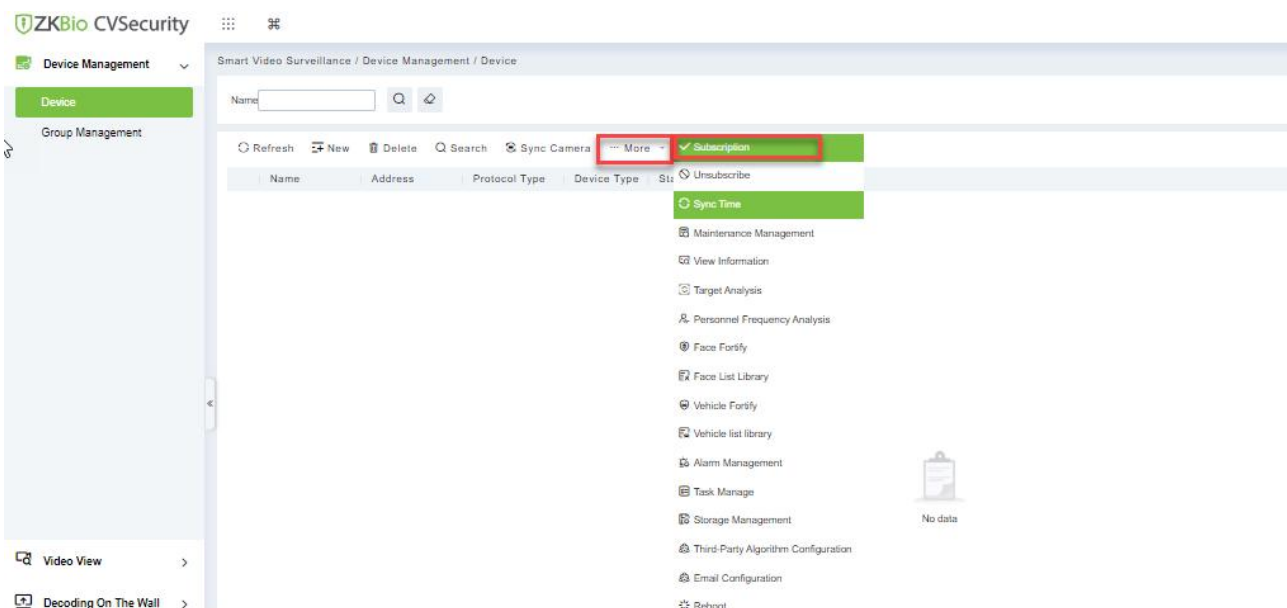 ZKBio CVSecurity
Device Management
Device
Group Management
Video View
Decoding On The Wall
Smart Video Surveillance / Device Management / Device
Name
Refresh New Delete Search Sync Camera ··· More
Name Address Protocol Type Device Type Sta
Subscription
Unsubscribe
Sync Time
Maintenance Management
View Information
Target Analysis
Personnel Frequency Analysis
Face Fortify
Face List Library
Vehicle Fortify
Vehicle list library
Alarm Management
Task Manage
Storage Management
Third-Party Algorithm Configuration
Email Configuration
Reboot
No data